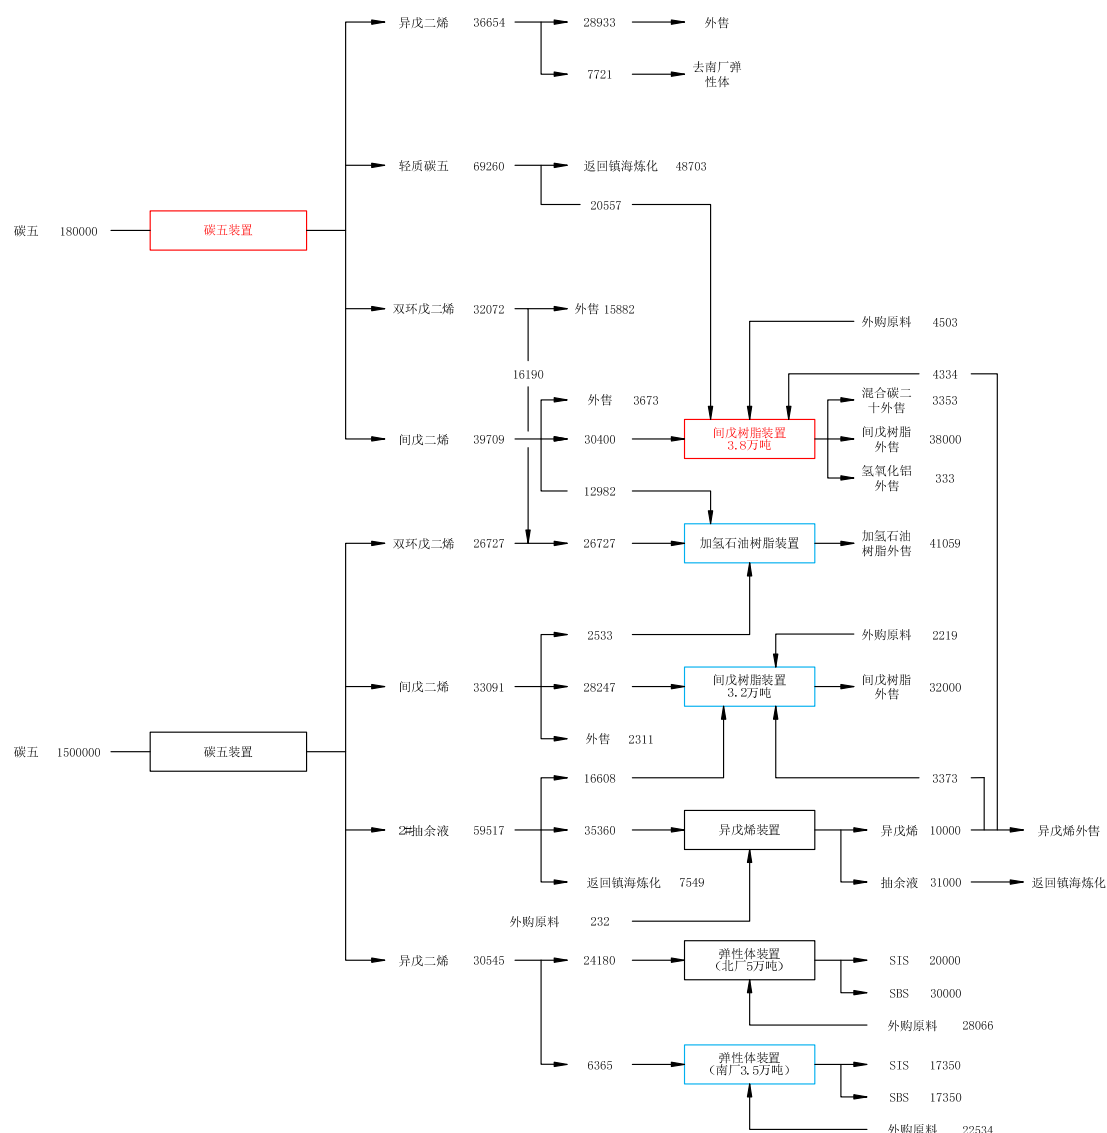 异戊二烯 36654 28933 外售
7721 去南厂弹
性体
轻质碳五 69260 返回镇海炼化 48703
20557
碳五 180000 碳五装置
双环戊二烯 32072 外售 15882
外购原料 4503
16190 4334
外售 3673 混合碳二
十外售 3353
间戊二烯 39709 30400 间戊树脂装置
3.8万吨
间戊树脂
外售 38000
氢氧化铝
外售 333
12982
双环戊二烯 26727 26727 加氢石油树脂装置 加氢石油
树脂外售 41059
2533 外购原料 2219
间戊二烯 33091 28247 间戊树脂装置
3.2万吨
间戊树脂
外售 32000
外售 2311
碳五 1500000 碳五装置
16608 3373
2#抽余液 59517 35360 异戊烯装置 异戊烯 10000 异戊烯外售
返回镇海炼化 7549 抽余液 31000 返回镇海炼化
外购原料 232
异戊二烯 30545 24180 弹性体装置
（北厂5万吨）
SIS 20000
SBS 30000
外购原料 28066
6365 弹性体装置
（南厂3.5万吨）
SIS 17350
SBS 17350
外购原料 22534